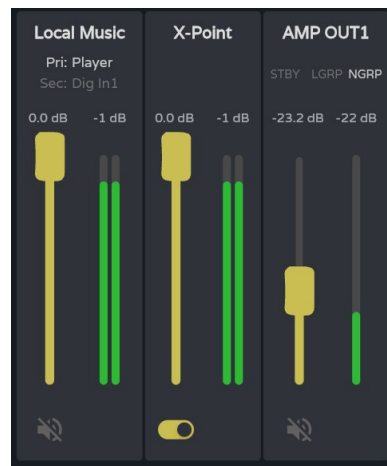 Local Music
Pri: Player
Sec: Dig In1
0.0 dB -1 dB
X-Point
0.0 dB -1 dB
AMP OUT1
STBY LGRP NGRP
-23.2 dB -22 dB